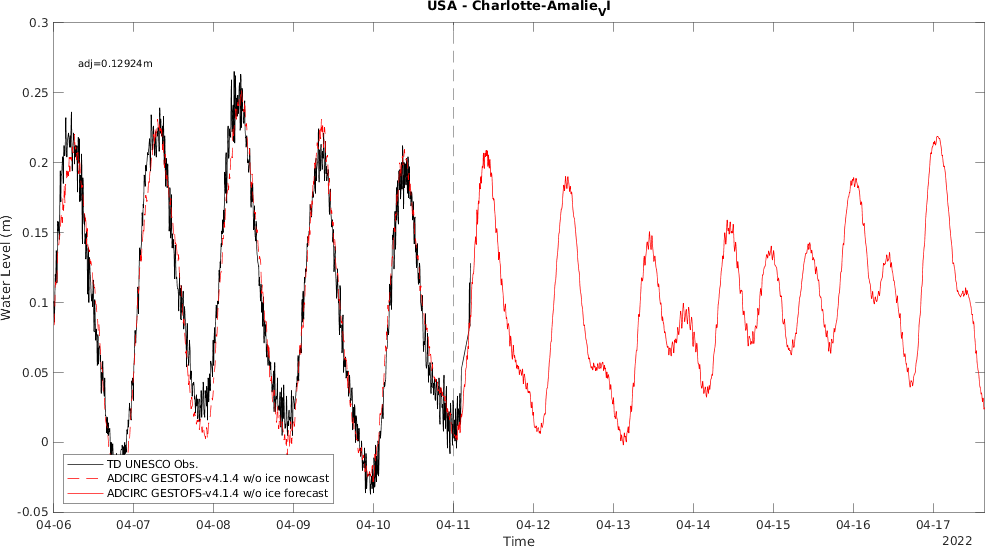 USA - Charlotte-AmalieVI
adj=0.12924m
Water Level (m)
0.3
0.25
0.2
0.15
0.1
0.05
0
-0.05
TD UNESCO Obs.
ADCIRC GESTOFS-v4.1.4 w/o ice nowcast
ADCIRC GESTOFS-v4.1.4 w/o ice forecast
04-06 04-07 04-08 04-09 04-10 04-11 04-12 04-13 04-14 04-15 04-16 04-17
Time
2022